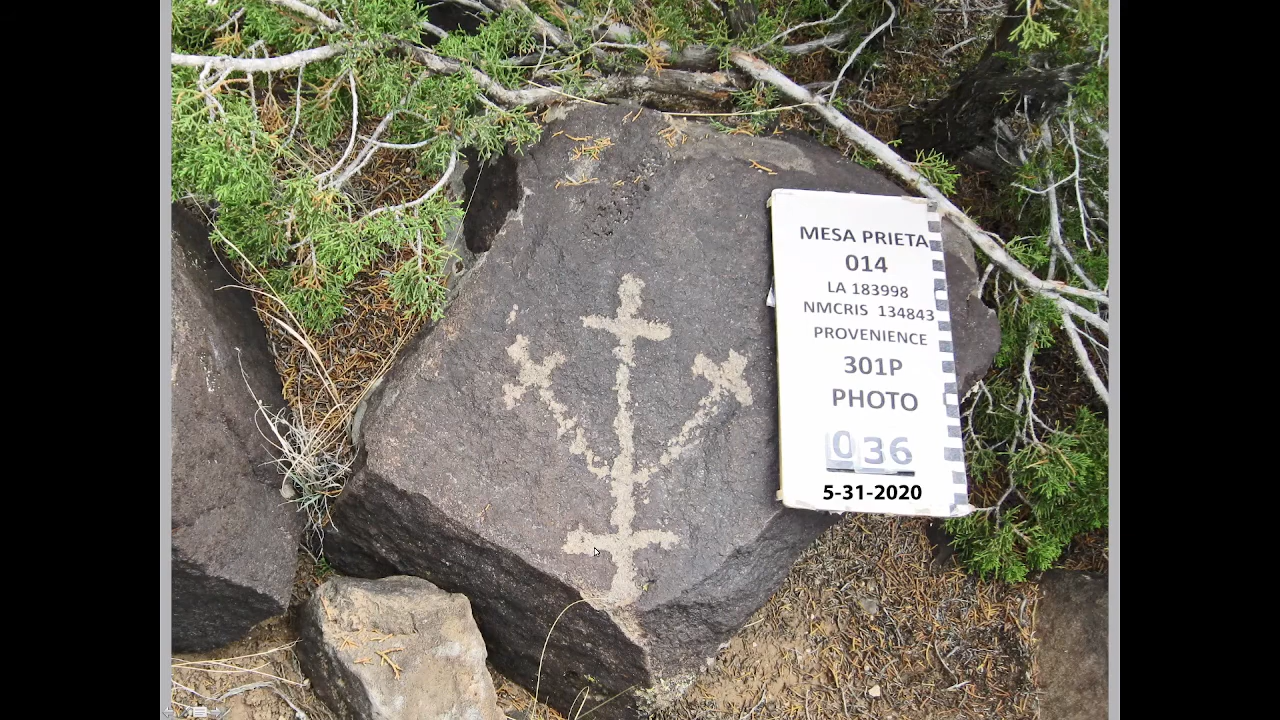 MESA PRIETA
014
LA 183998
NMCRIS 134843
PROVENIENCE
301P
PHOTO
036
5-31-2020